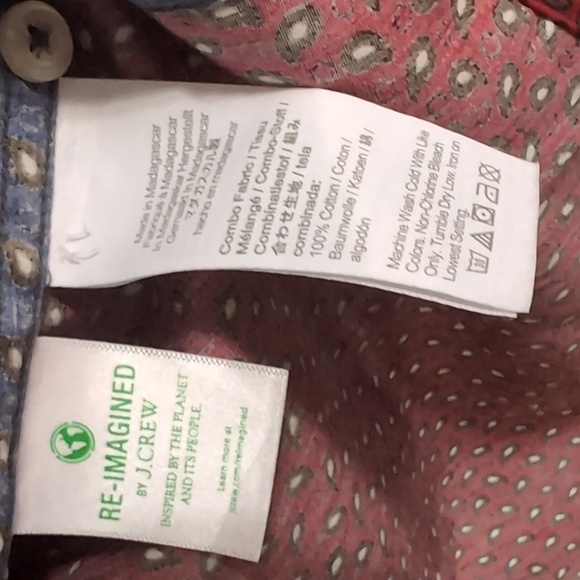 Made in Madagascar
Fabriqué à Madagascar
In Madagascar Hergestellt
Gemaakt in Madagascar
マダガスカル製
hecho en madagascar
Combo Fabric / Tissu
Mélangé / Combo-Stoff /
Combinatiestof / 組み
合わせ生地 / tela
combinada:
100% Cotton / Coton /
Baumwolle / Katoen / 綿 /
algodón
Machine Wash Cold With Like
Colors. Non-Chlorine Bleach
Only. Tumble Dry Low. Iron on
Lowest Setting.
RE-IMAGINED
BY J.CREW
INSPIRED BY THE PLANET
AND ITS PEOPLE.
Learn more at
jcrew.com/reimagined